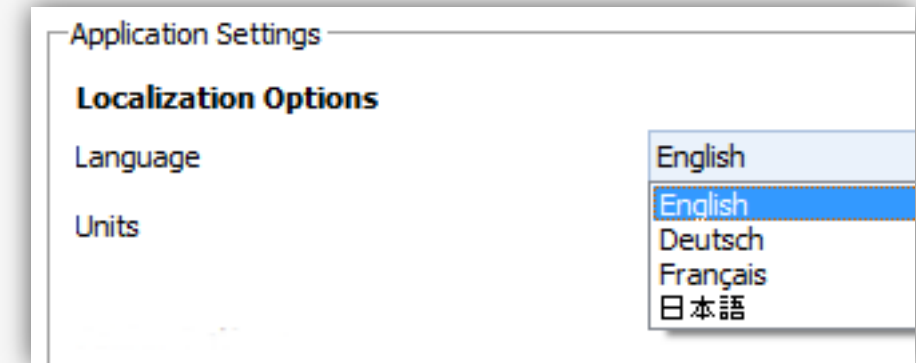 Application Settings
Localization Options
Language English
English
Units
Deutsch
Français
日本語